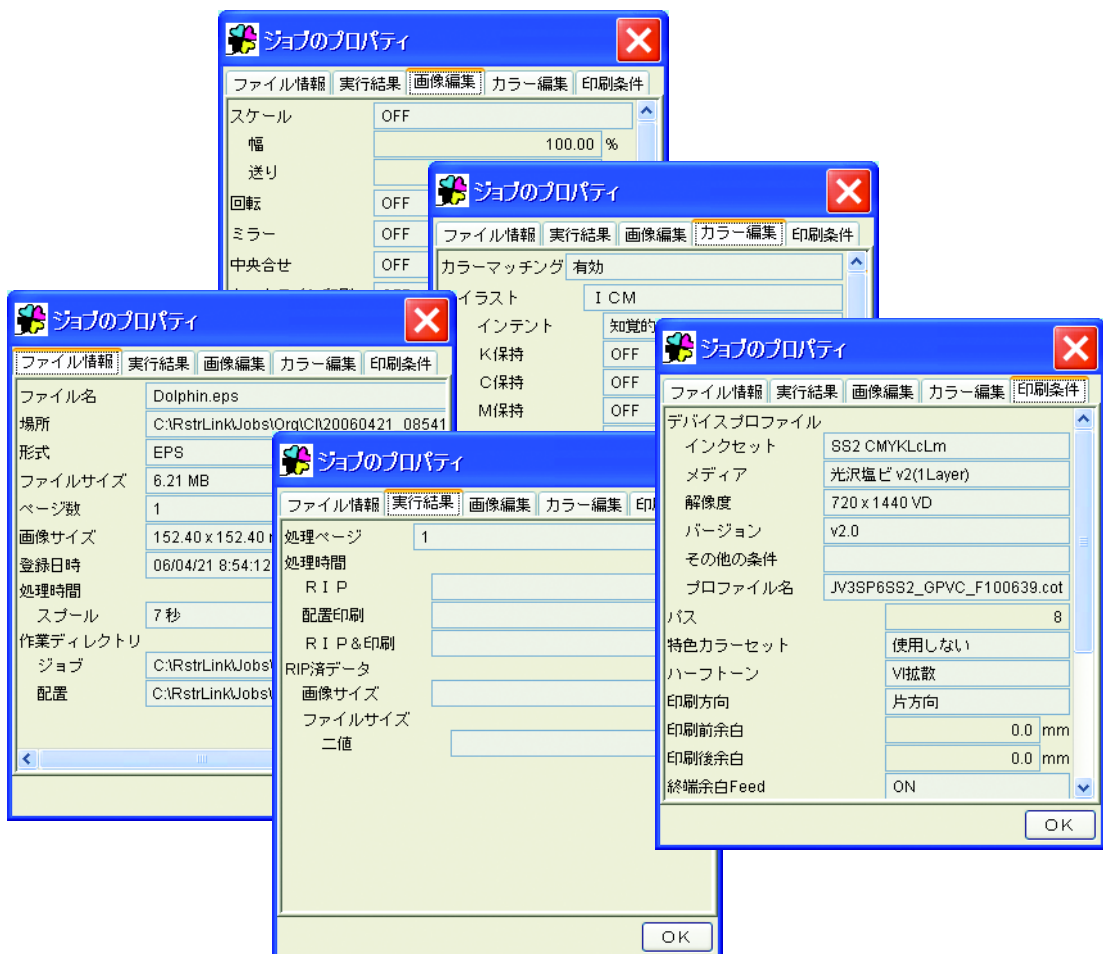 ジョブのプロパティ
ファイル情報 実行結果 画像編集 カラー編集 印刷条件
スケール OFF
幅 100.00 %
送り
回転 OFF
ミラー OFF
中央合せ OFF
ジョブのプロパティ
ファイル情報 実行結果 画像編集 カラー編集 印刷条件
カラーマッチング 有効
イラスト ICM
インテント 知覚的
K保持 OFF
C保持 OFF
M保持 OFF
ジョブのプロパティ
ファイル情報 実行結果 画像編集 カラー編集 印刷条件
ファイル名 Dolphin.eps
場所 C:\RstrLink\Jobs\Org\CI\20060421_08541
形式 EPS
ファイルサイズ 6.21 MB
ページ数 1
画像サイズ 152.40 x 152.40
登録日時 06/04/21 8:54:12
処理時間
スプール 7 秒
作業ディレクトリ
ジョブ C:\RstrLink\Jobs\
配置 C:\RstrLink\Jobs\
ジョブのプロパティ
ファイル情報 実行結果 画像編集 カラー編集 印
処理ページ 1
処理時間
RIP
配置印刷
RIP&印刷
RIP済データ
画像サイズ
ファイルサイズ
二値
OK
ジョブのプロパティ
ファイル情報 実行結果 画像編集 カラー編集 印刷条件
デバイスプロファイル
インクセット SS2 CMYKLcLm
メディア 光沢塩ビ v2(1Layer)
解像度 720 x 1440 VD
バージョン v2.0
その他の条件
プロファイル名 JV3SP6SS2_GPVC_F100639.cot
パス 8
特色カラーセット 使用しない
ハーフトーン VI拡散
印刷方向 片方向
印刷前余白 0.0 mm
印刷後余白 0.0 mm
終端余白Feed ON
OK